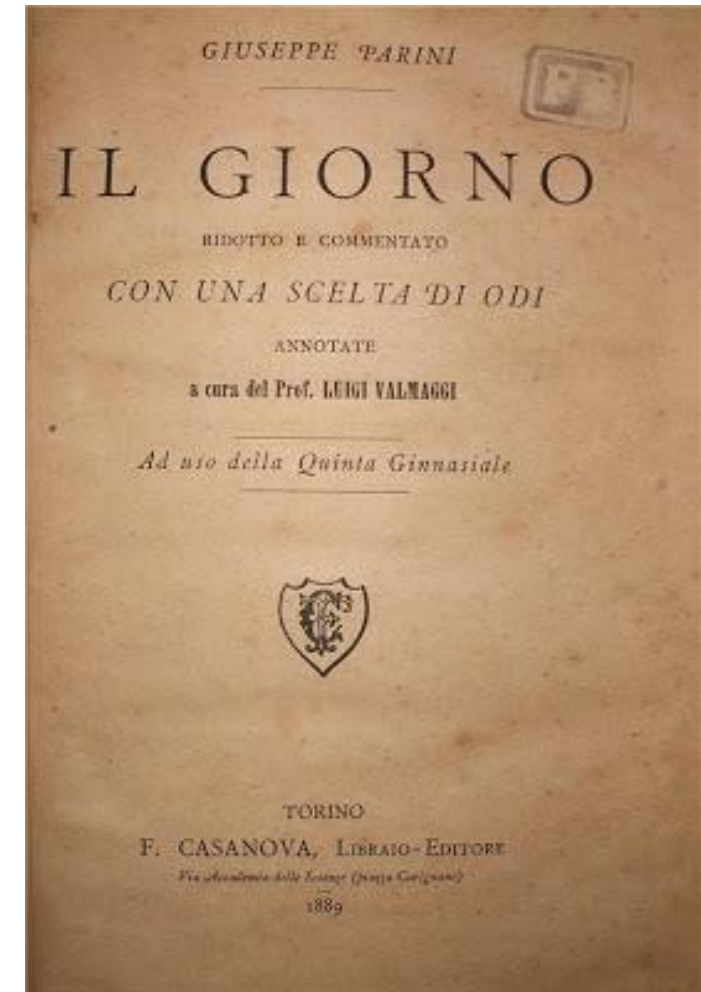 GIUSEPPE PARINI
IL GIORNO
RIDOTTO E COMMENTATO
CON UNA SCELTA DI ODI
ANNOTATE
a cura del Prof. LUIGI VALMAGGI
Ad uso della Quinta Ginnasiale
TORINO
F. CASANOVA, LIBRAIO-EDITORE
Via Accademia delle Scienze (piazza Carignano)
1889